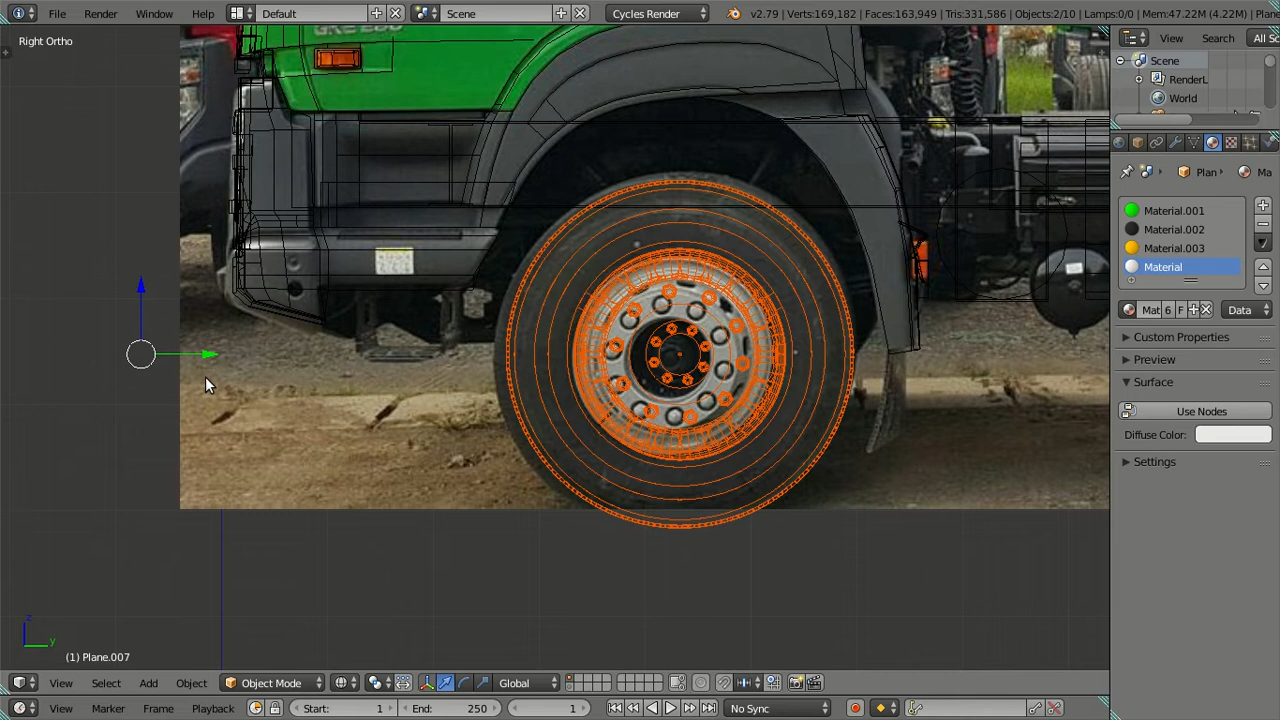 File Render Window Help Default Scene Cycles Render v2.79 | Verts:169,182 | Faces:163,949 | Tris:331,586 | Objects:2/10 | Lamps:0/0 | Mem:47.22M (4.22M) | Plan
Right Ortho
View Search All Sc
Scene
RenderL
World
Plan Ma
Material.001
Material.002
Material.003
Material
Mat 6 F Data
Custom Properties
Preview
Surface
Use Nodes
Diffuse Color:
Settings
z
y
(1) Plane.007
View Select Add Object Object Mode Global
View Marker Frame Playback Start: 1 End: 250 1 No Sync